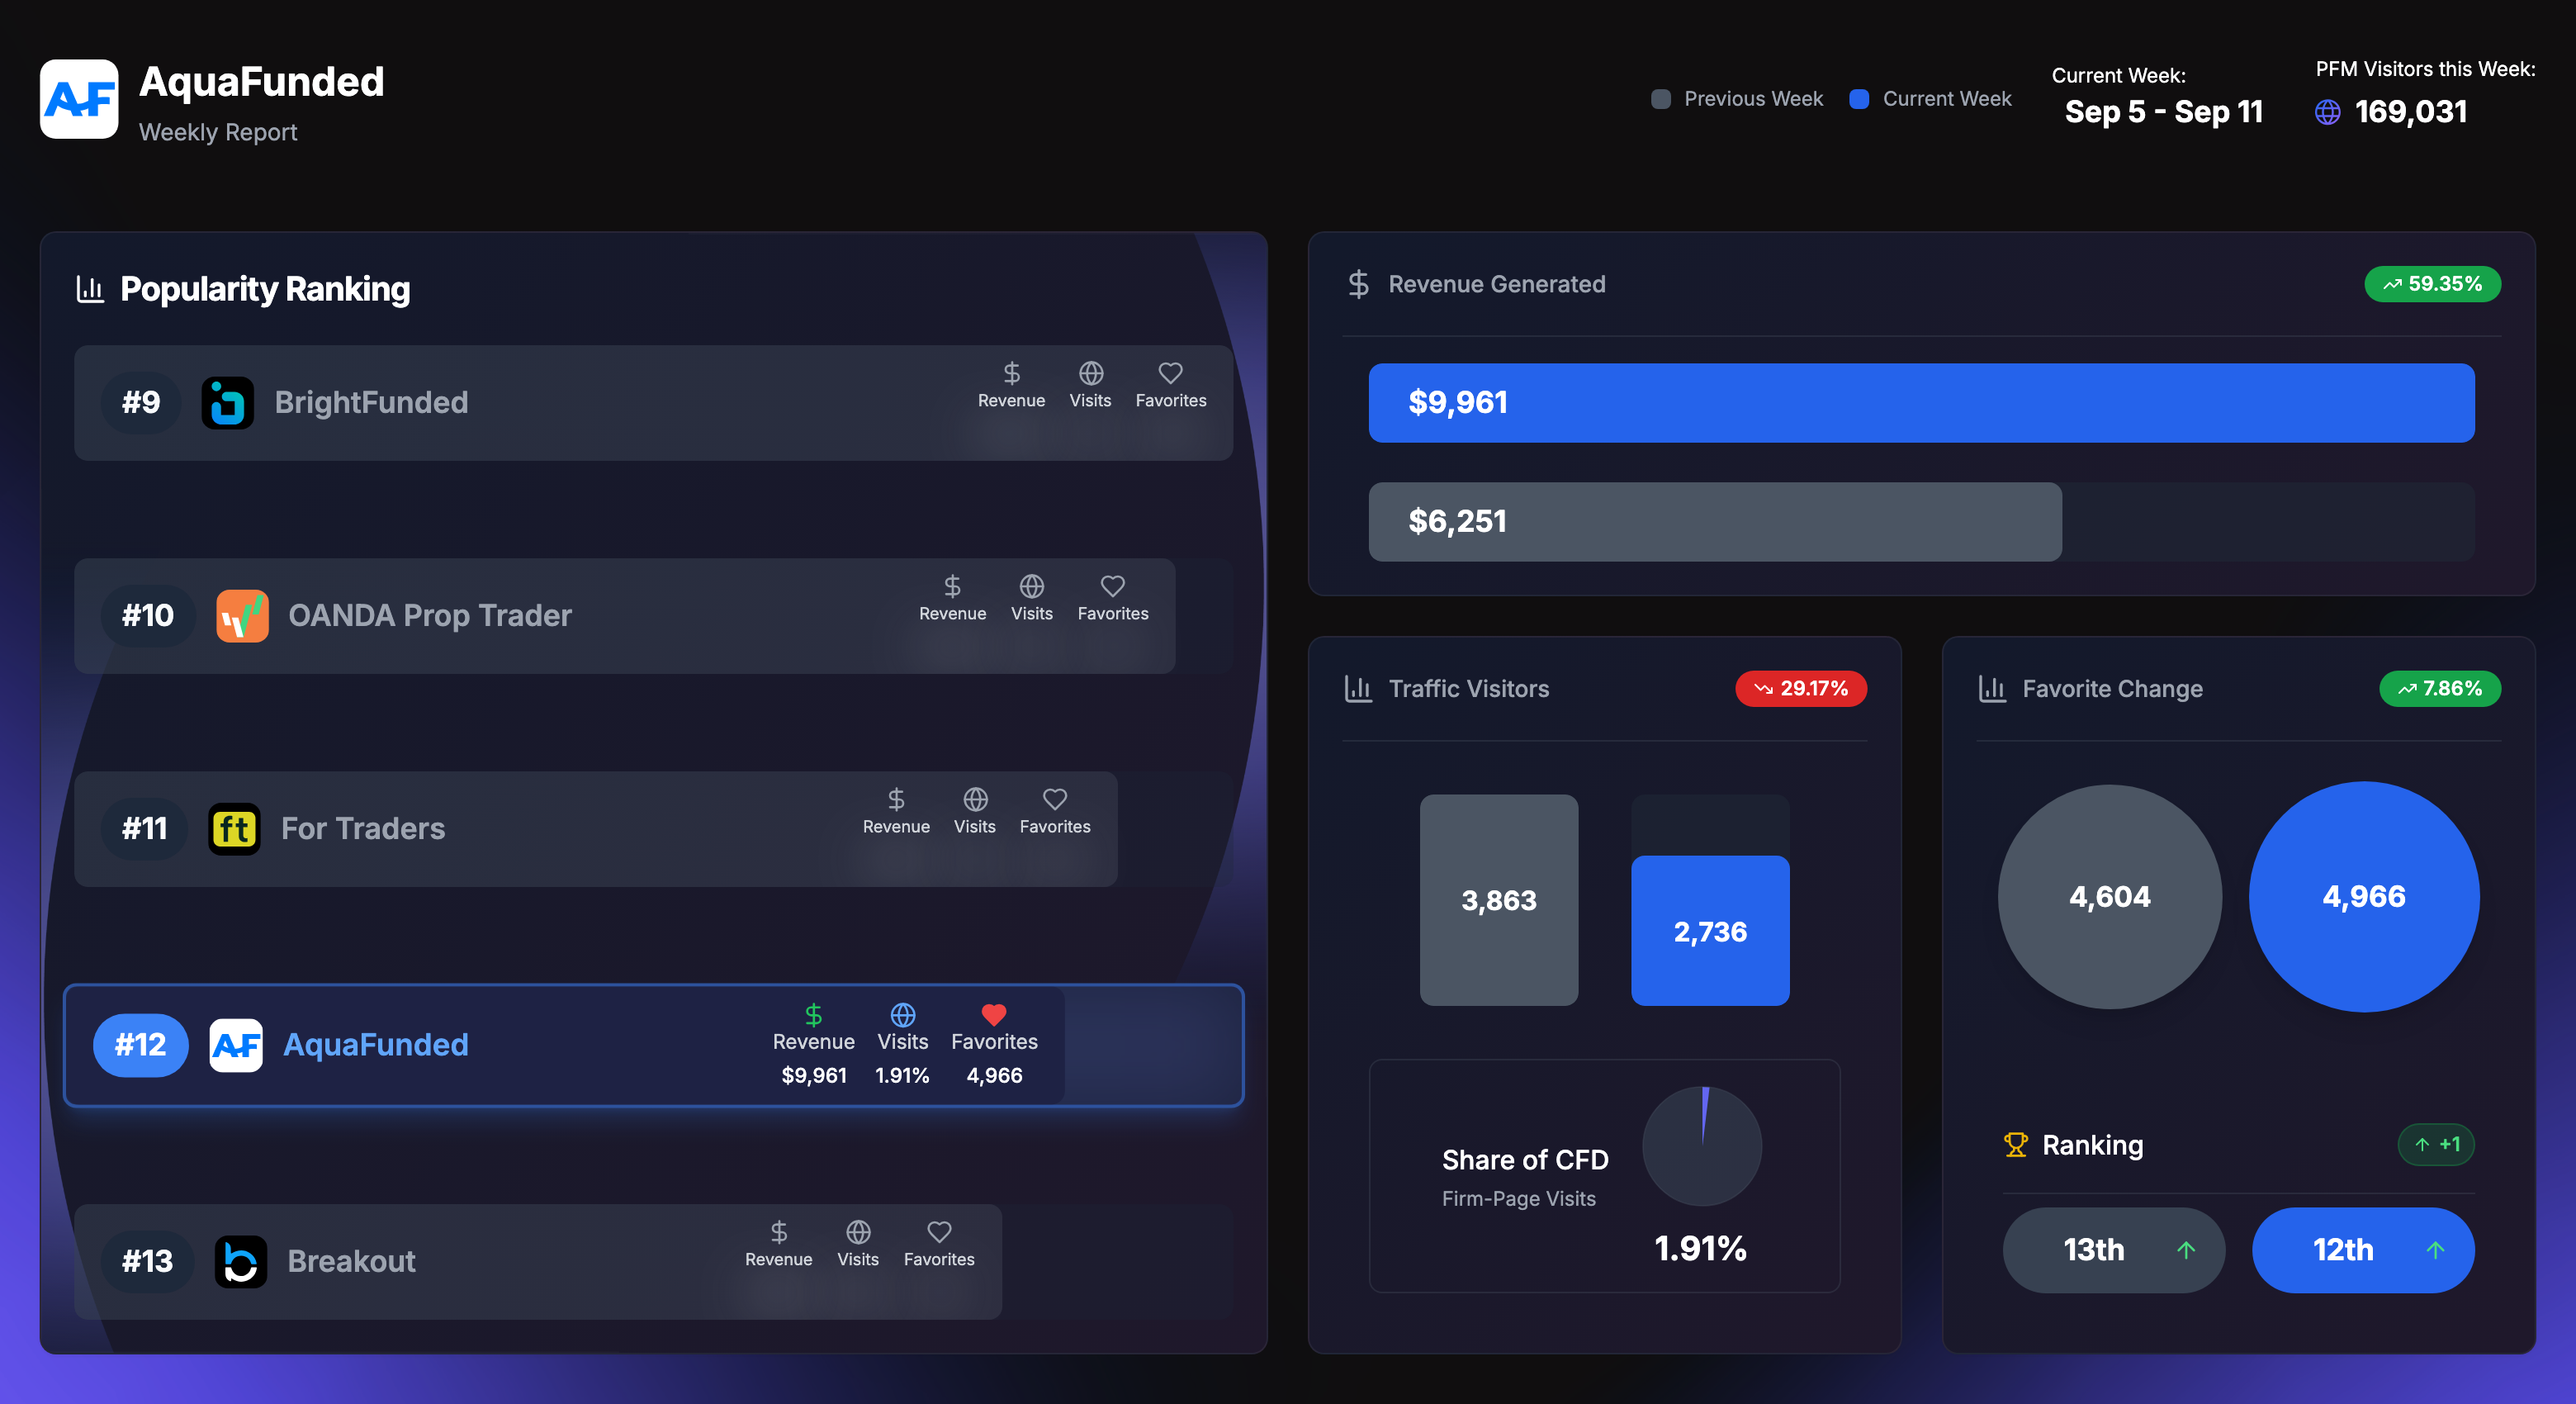 AF
AquaFunded
Weekly Report
Previous Week
Current Week
Current Week:
Sep 5 - Sep 11
PFM Visitors this Week:
169,031
Popularity Ranking
#9
BrightFunded
Revenue Visits Favorites
#10
OANDA Prop Trader
Revenue Visits Favorites
#11
ft
For Traders
Revenue Visits Favorites
#12
AF
AquaFunded
Revenue Visits Favorites
$9,961 1.91% 4,966
#13
Breakout
Revenue Visits Favorites
Revenue Generated
59.35%
$9,961
$6,251
Traffic Visitors
29.17%
3,863
2,736
Share of CFD
Firm-Page Visits
1.91%
Favorite Change
7.86%
4,604
4,966
Ranking
+1
13th
12th